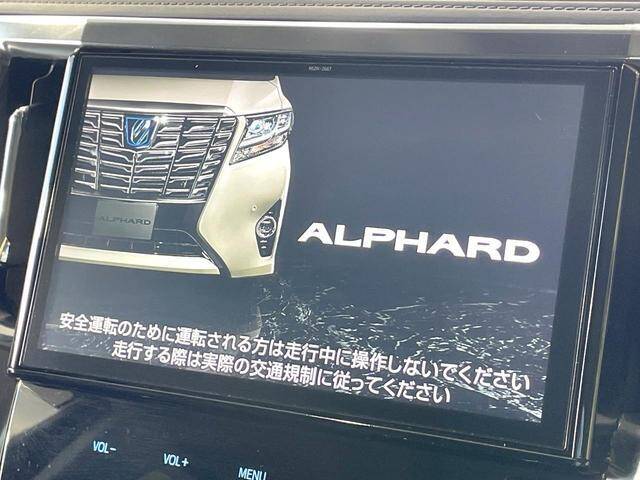 ALPHARD
ALPHARD
安全運転のために運転される方は走行中に操作しないでください
走行する際は実際の交通規制に従ってください
VOL−
VOL+
MENU